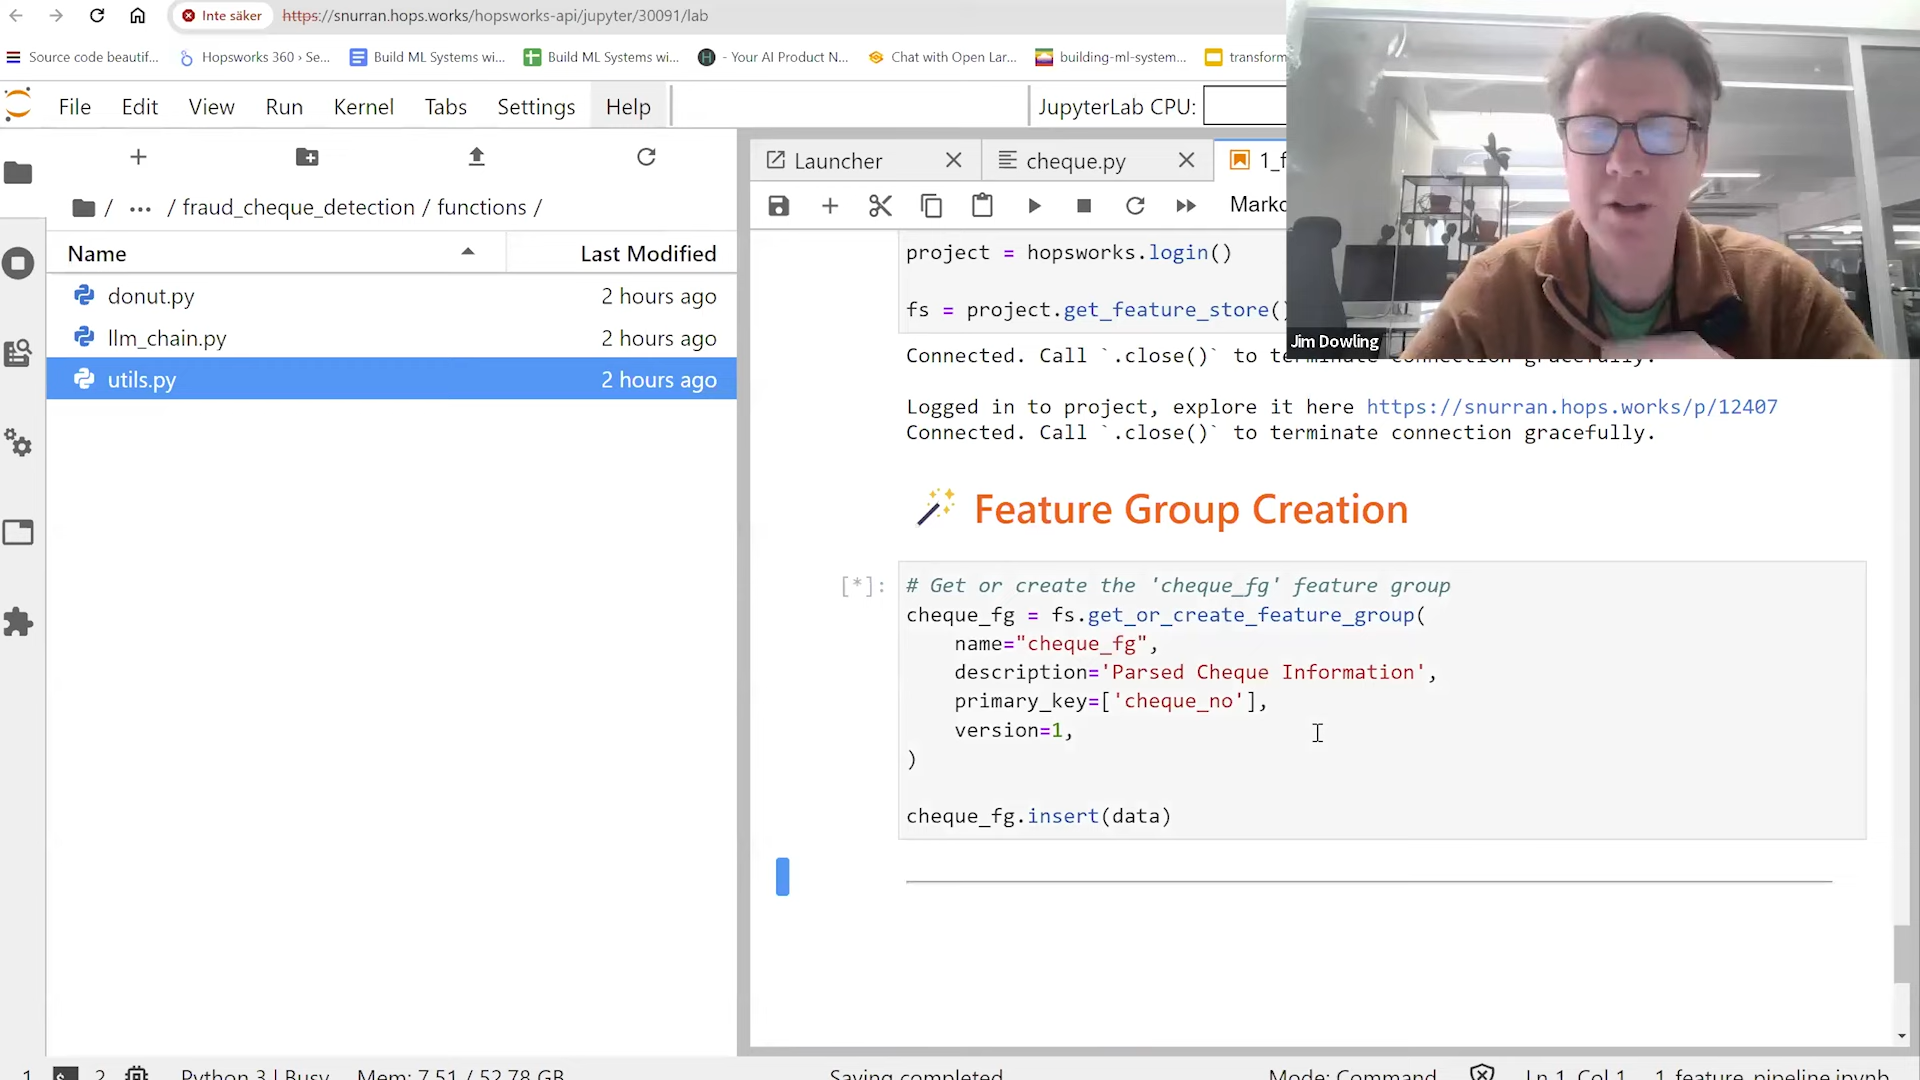 Inte säker
https://snurran.hops.works/hopsworks-api/jupyter/30091/lab
Source code beautif...
Hopsworks 360 › Se...
Build ML Systems wi...
Build ML Systems wi...
- Your AI Product N...
Chat with Open Lar...
building-ml-system...
transform
File
Edit
View
Run
Kernel
Tabs
Settings
Help
JupyterLab CPU:
/ ... / fraud_cheque_detection / functions /
Name
Last Modified
donut.py
2 hours ago
llm_chain.py
2 hours ago
utils.py
2 hours ago
Launcher
cheque.py
1_f
Markd
project = hopsworks.login()
fs = project.get_feature_store()
Jim Dowling
Connected. Call `.close()` to terminate connection gracefully.
Logged in to project, explore it here https://snurran.hops.works/p/12407
Connected. Call `.close()` to terminate connection gracefully.
Feature Group Creation
[*]:
# Get or create the 'cheque_fg' feature group
cheque_fg = fs.get_or_create_feature_group(
name="cheque_fg",
description='Parsed Cheque Information',
primary_key=['cheque_no'],
version=1,
)
cheque_fg.insert(data)
1
2
Python 3 | Busy
Mem: 7.51 / 52.78 GB
Saving completed
Mode: Command
Ln 1, Col 1
1_feature_pipeline.ipynb